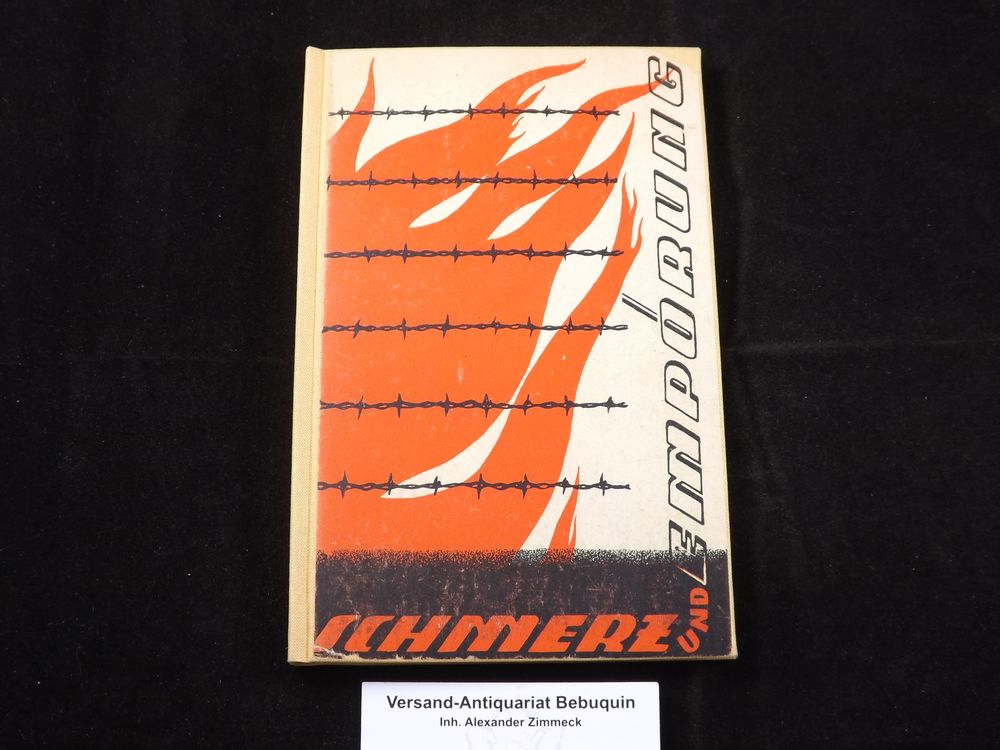 SCHMERZ
UND
EMPÖRUNG
Versand-Antiquariat Bebuquin
Inh. Alexander Zimmeck